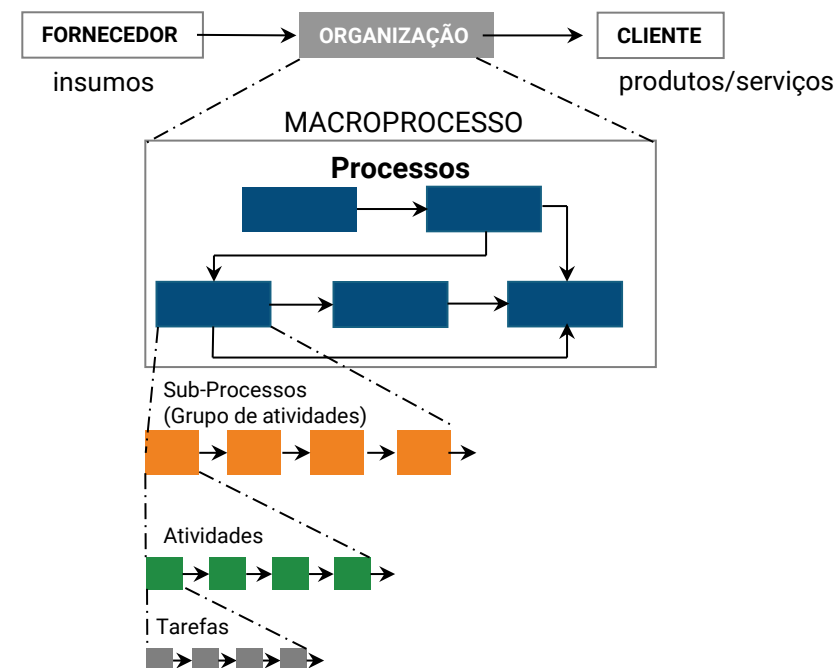 FORNECEDOR
ORGANIZAÇÃO
CLIENTE
insumos
produtos/serviços
MACROPROCESSO
Processos
Sub-Processos
(Grupo de atividades)
Atividades
Tarefas